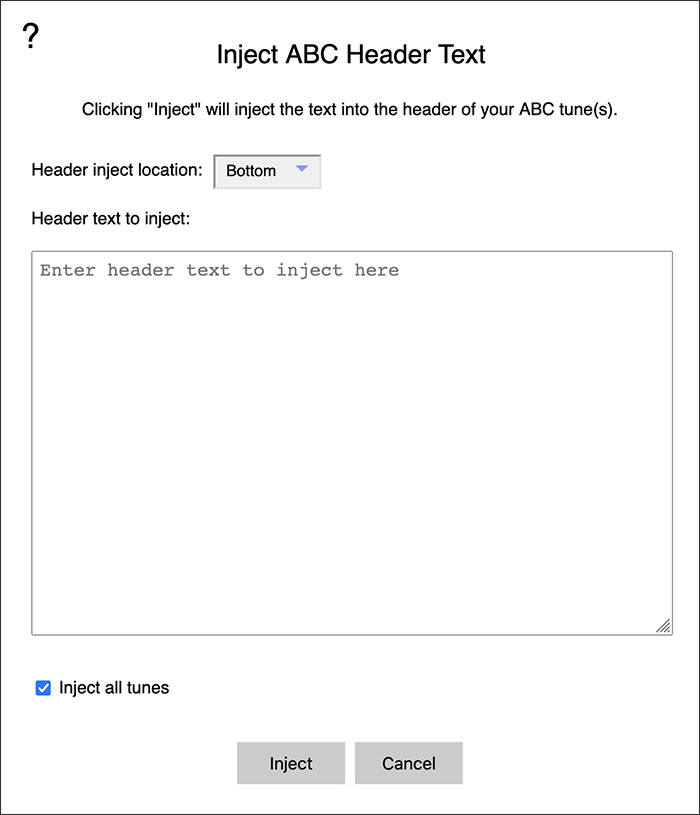 ?
Inject ABC Header Text
Clicking "Inject" will inject the text into the header of your ABC tune(s).
Header inject location: Bottom
Header text to inject:
Enter header text to inject here
Inject all tunes
Inject Cancel